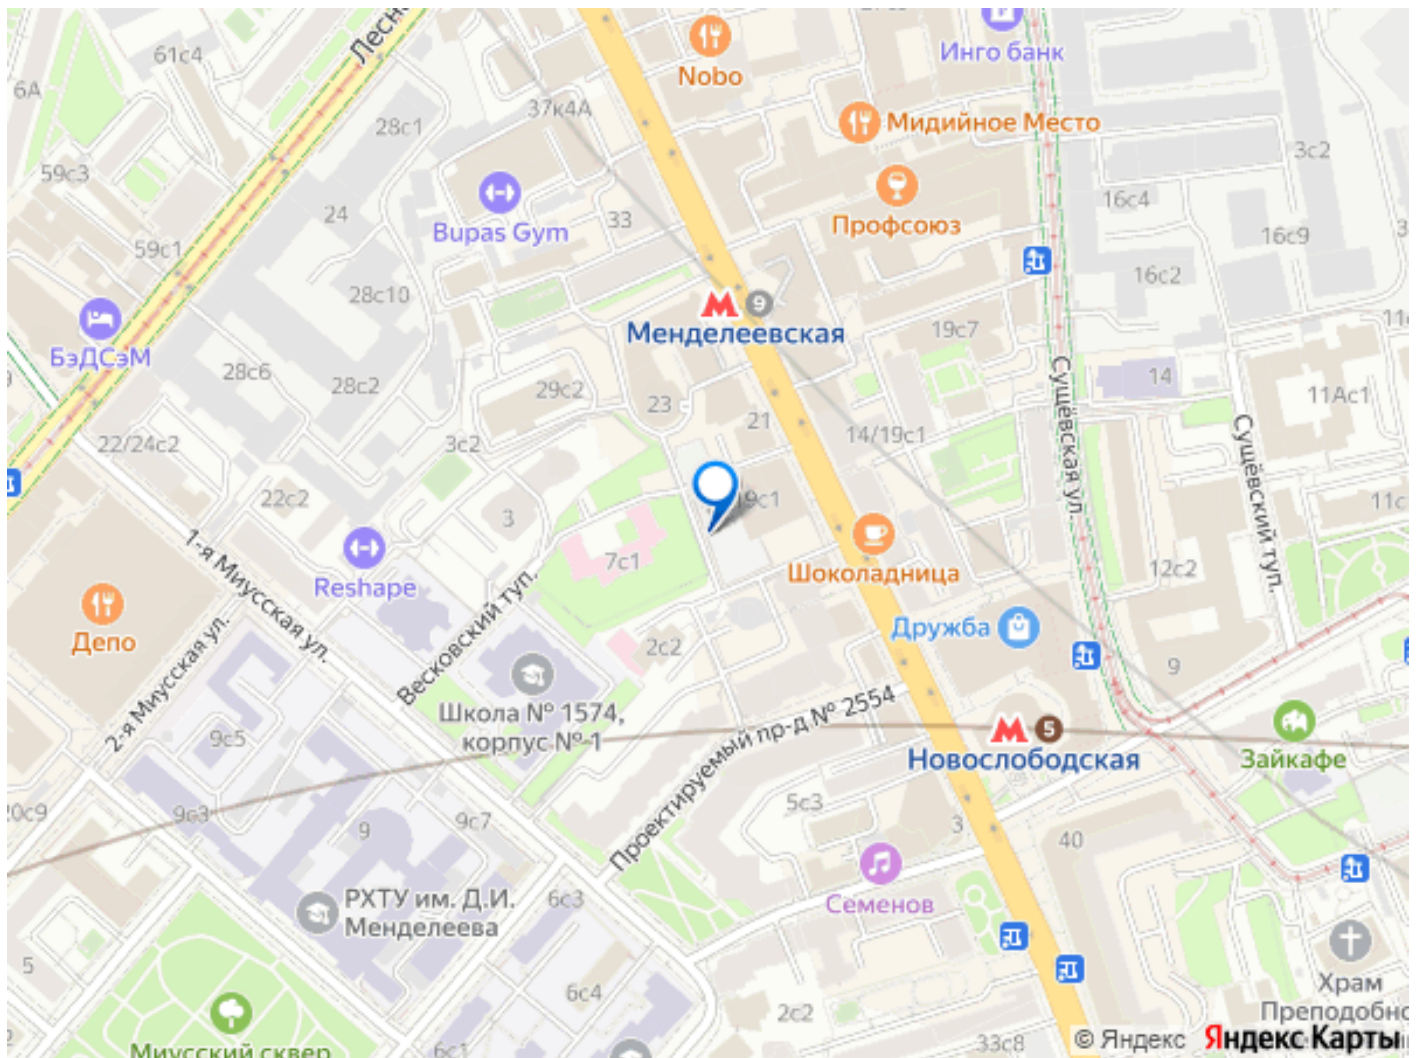 Лесн
61с4
6А
Nobo
Инго банк
37к4А
28с1
Мидийное Место
3с2
59с3
24
Bupas Gym
33
Профсоюз
16с4
16с9
59с1
28с10
16с2
9
Менделеевская
19с7
БэДСэМ
28с6
28с2
29с2
23
21
14/19с1
14
11Ас1
Сущёвская ул.
Сущёвский туп.
22/24с2
3с2
22с2
3
19с1
11с
1-я Миусская ул.
Reshape
7с1
Шоколадница
12с2
Депо
2-я Миусская ул.
Весковский туп.
2с2
Дружба
9
Школа № 1574,
корпус № 1
Проектируемый пр-д № 2554
5
Новослободская
Зайкафе
9с5
20с9
9с3
9
9с7
5с3
3
40
Семенов
РХТУ им. Д.И.
Менделеева
6с3
5
6с4
2с2
Храм
Преподобно
33с8
Миусский сквер
6с1
© Яндекс Яндекс Карты